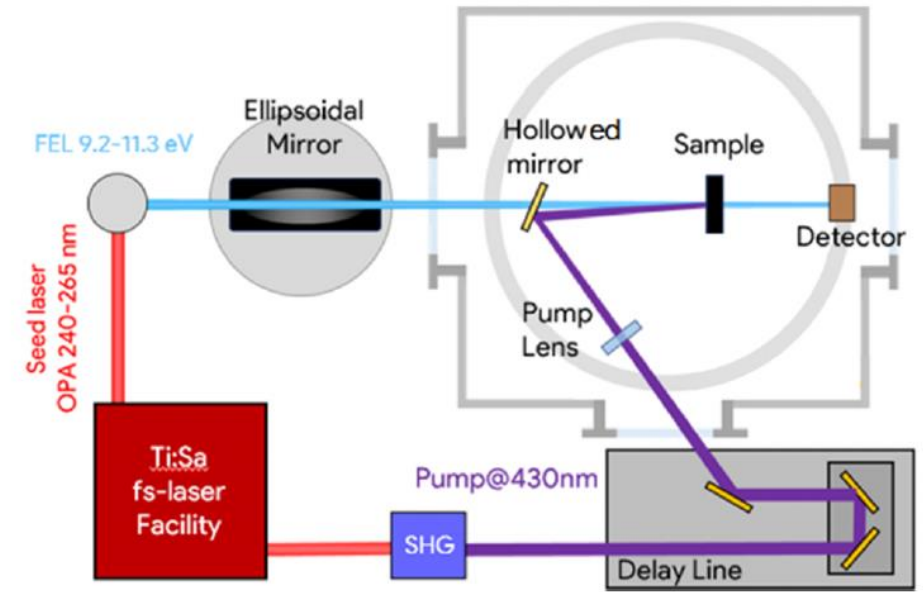 Ellipsoidal
Mirror
FEL 9.2-11.3 eV
Hollowed
mirror
Sample
Detector
Seed laser
OPA 240-265 nm
Pump
Lens
Ti:Sa
fs-laser
Facility
Pump@430nm
SHG
Delay Line